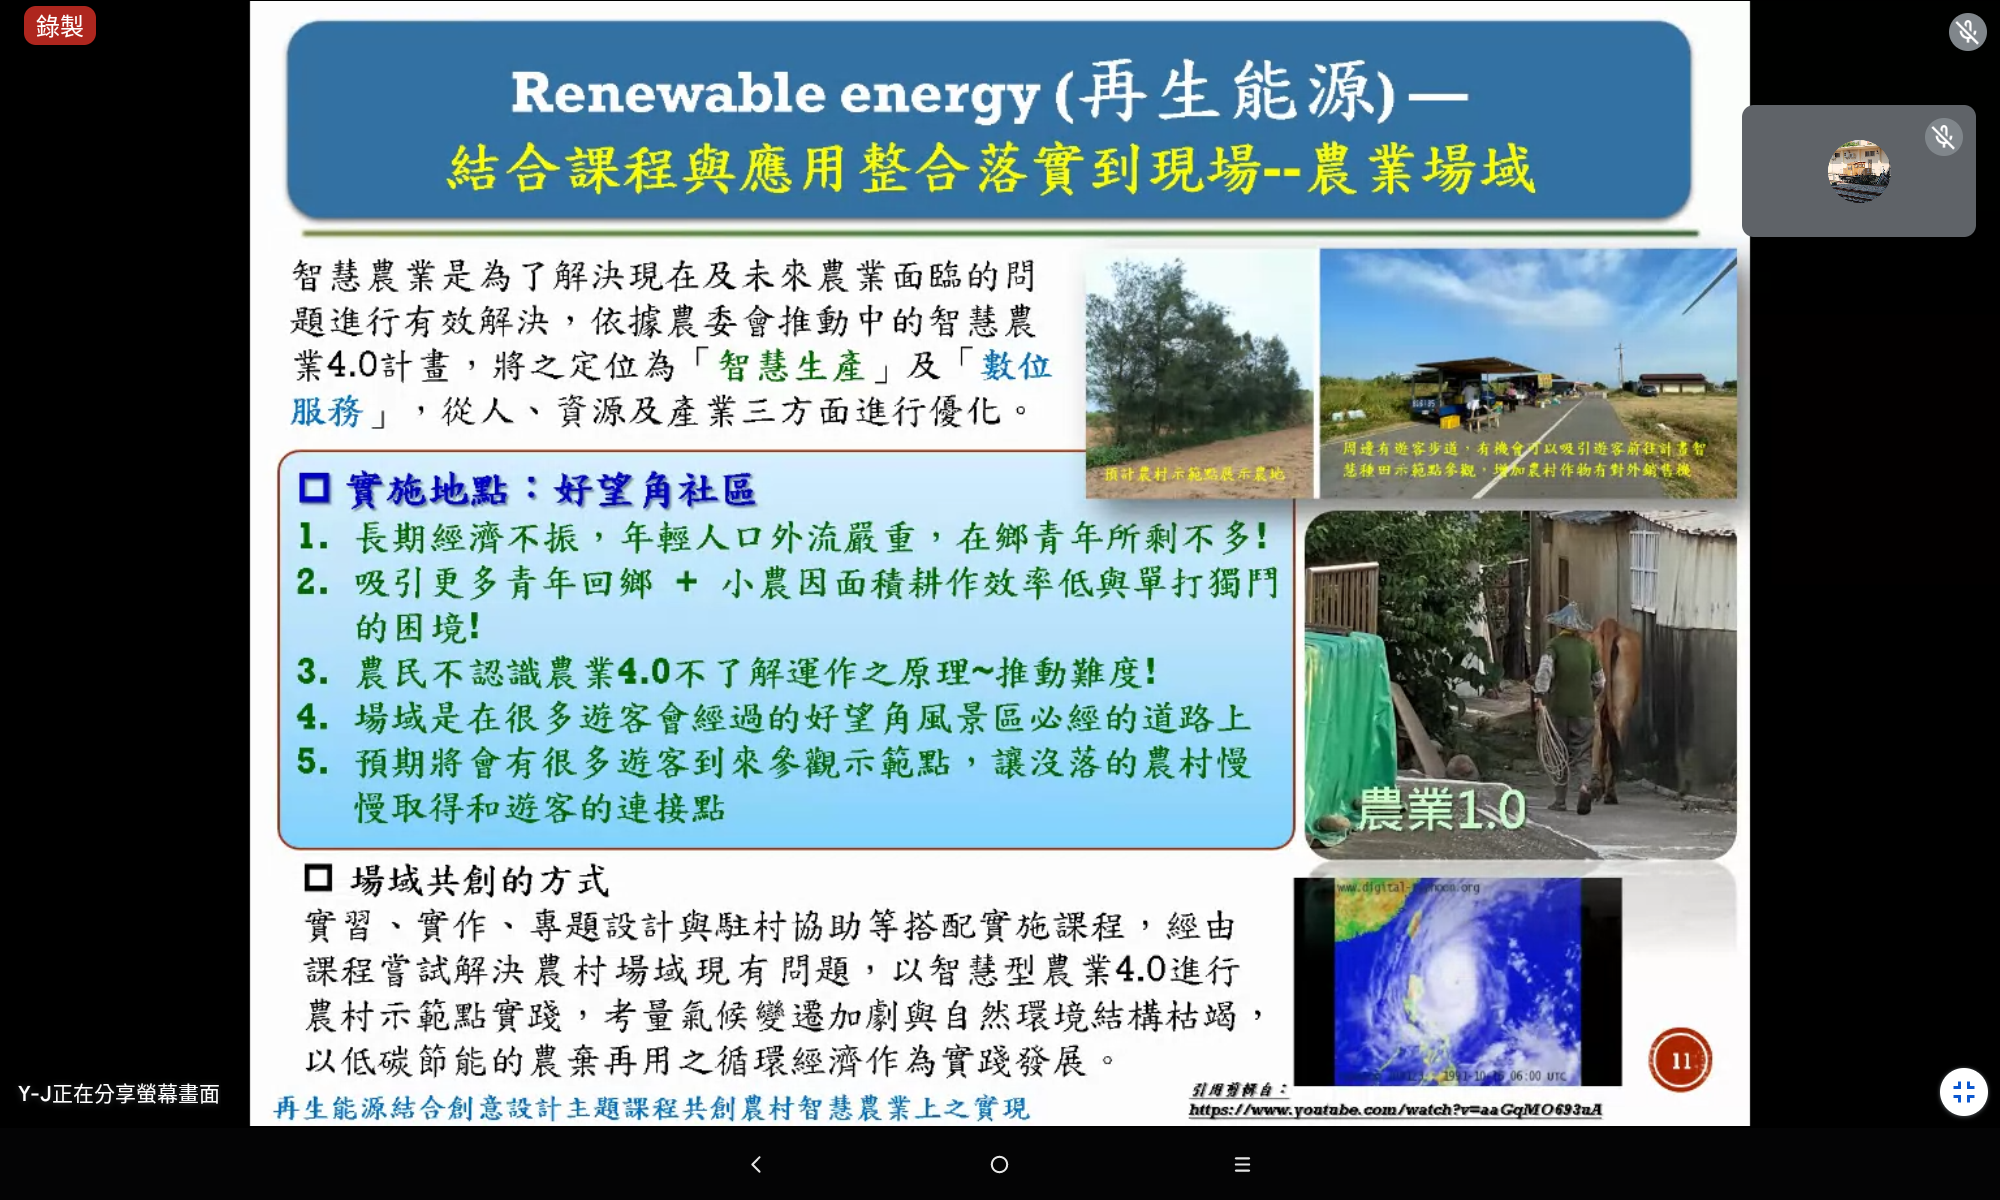 錄製
Renewable energy (再生能源) —
結合課程與應用整合落實到現場--農業場域
智慧農業是為了解決現在及未來農業面臨的問
題進行有效解決，依據農委會推動中的智慧農
業4.0計畫，將之定位為「智慧生產」及「數位
服務」，從人、資源及產業三方面進行優化。
預計農村示範點展示農地
周邊有遊客步道，有機會可以吸引遊客前往計畫智
慧種田示範點參觀，增加農村作物有對外銷售機
實施地點：好望角社區
1. 長期經濟不振，年輕人口外流嚴重，在鄉青年所剩不多!
2. 吸引更多青年回鄉 + 小農因面積耕作效率低與單打獨鬥
的困境!
3. 農民不認識農業4.0不了解運作之原理~推動難度!
4. 場域是在很多遊客會經過的好望角風景區必經的道路上
5. 預期將會有很多遊客到來參觀示範點，讓沒落的農村慢
慢取得和遊客的連接點
農業1.0
場域共創的方式
實習、實作、專題設計與駐村協助等搭配實施課程，經由
課程嘗試解決農村場域現有問題，以智慧型農業4.0進行
農村示範點實踐，考量氣候變遷加劇與自然環境結構枯竭，
以低碳節能的農棄再用之循環經濟作為實踐發展。
www.digital-typhoon.org
1991-10-15 06:00 UTC
11
Y-J正在分享螢幕畫面
再生能源結合創意設計主題課程共創農村智慧農業上之實現
引用剪輯自：
https://www.youtube.com/watch?v=aaGqMO693uA